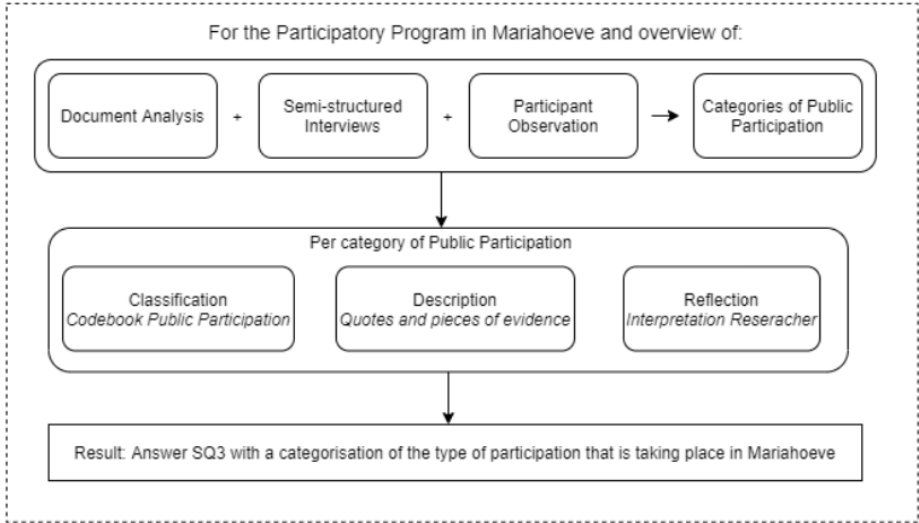 For the Participatory Program in Mariahoeve and overview of:
Document Analysis
+
Semi-structured
Interviews
+
Participant
Observation
Categories of Public
Participation
Per category of Public Participation
Classification
Codebook Public Participation
Description
Quotes and pieces of evidence
Reflection
Interpretation Reseracher
Result: Answer SQ3 with a categorisation of the type of participation that is taking place in Mariahoeve